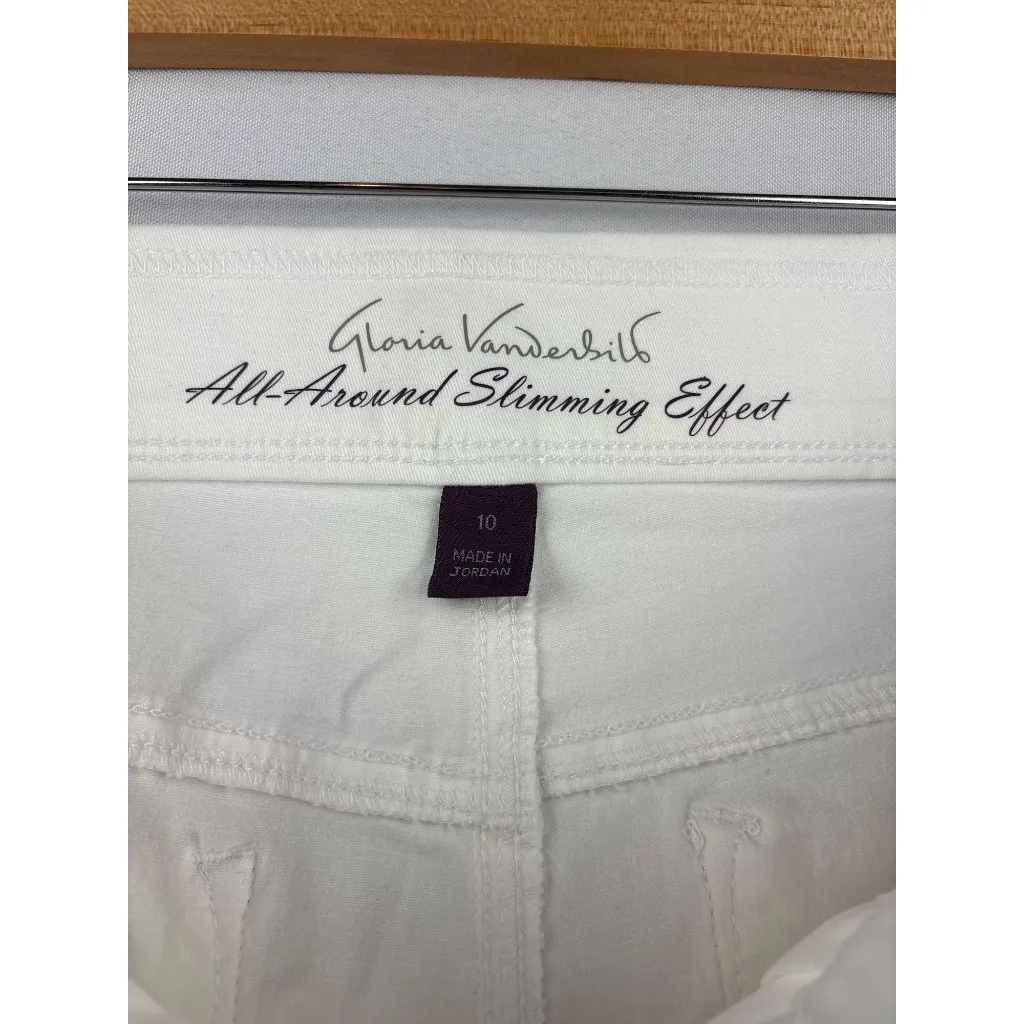 Gloria Vanderbilt
All-Around Slimming Effect
10
MADE IN
JORDAN